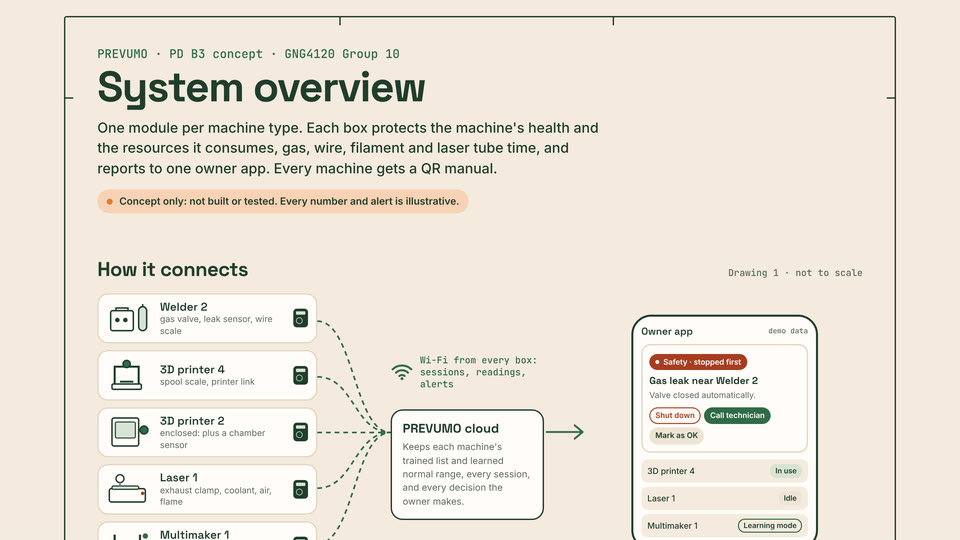 PREVUMO · PD B3 concept · GNG4120 Group 10
System overview
One module per machine type. Each box protects the machine's health and
the resources it consumes, gas, wire, filament and laser tube time, and
reports to one owner app. Every machine gets a QR manual.
Concept only: not built or tested. Every number and alert is illustrative.
How it connects
Drawing 1 · not to scale
Welder 2
gas valve, leak sensor, wire
scale
3D printer 4
spool scale, printer link
3D printer 2
enclosed: plus a chamber
sensor
Laser 1
exhaust clamp, coolant, air,
flame
Multimaker 1
Wi-Fi from every box:
sessions, readings,
alerts
PREVUMO cloud
Keeps each machine's
trained list and learned
normal range, every session,
and every decision the
owner makes.
Owner app
demo data
Safety · stopped first
Gas leak near Welder 2
Valve closed automatically.
Shut down
Call technician
Mark as OK
3D printer 4
In use
Laser 1
Idle
Multimaker 1
Learning mode